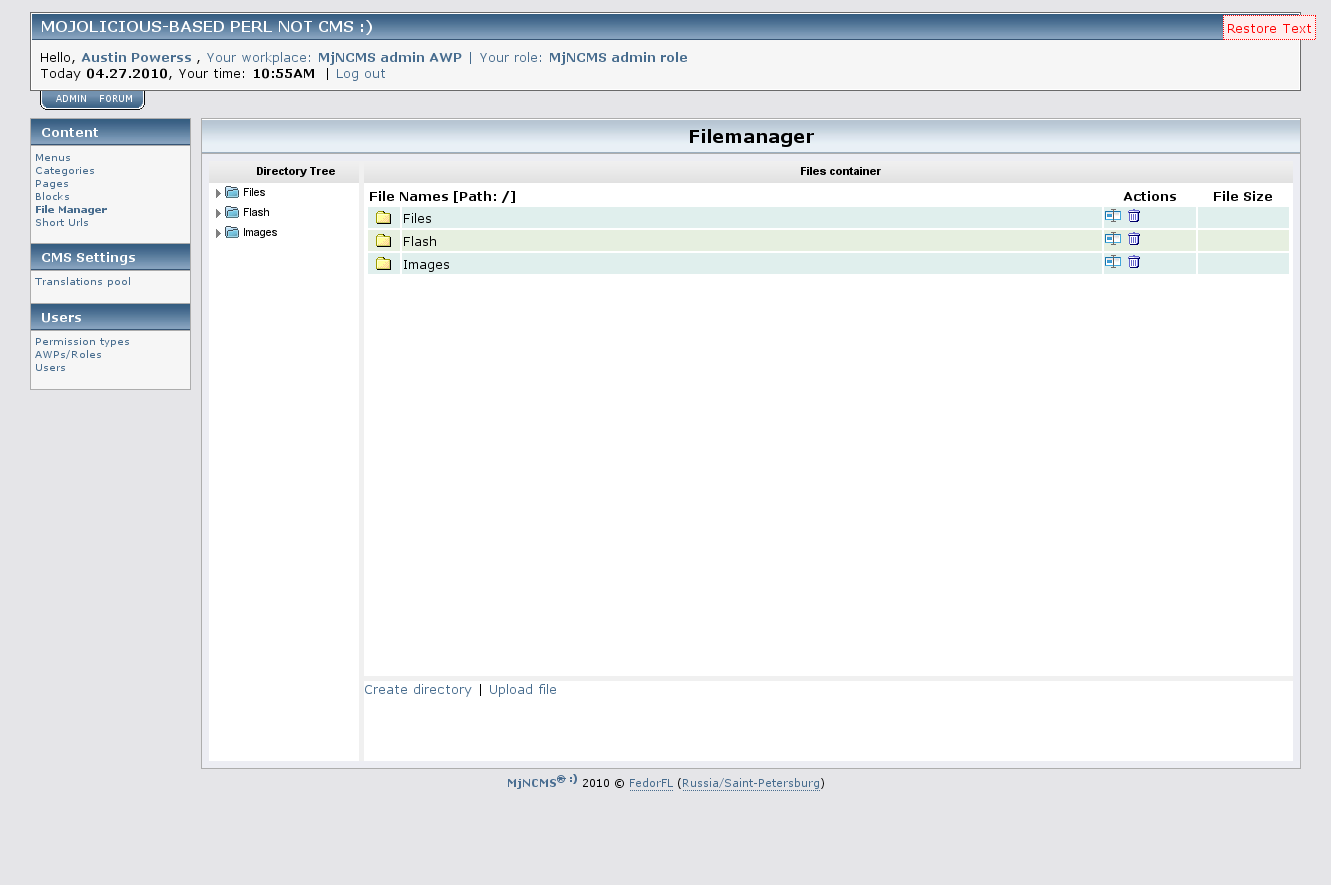 MOJOLICIOUS-BASED PERL NOT CMS :)
Restore Text
Hello, Austin Powerss , Your workplace: MjNCMS admin AWP | Your role: MjNCMS admin role
Today 04.27.2010, Your time: 10:55AM | Log out
ADMIN FORUM
Content
Menus
Categories
Pages
Blocks
File Manager
Short Urls
CMS Settings
Translations pool
Users
Permission types
AWPs/Roles
Users
Filemanager
Directory Tree
Files
Flash
Images
Files container
File Names [Path: /] Actions File Size
Files
Flash
Images
Create directory | Upload file
MjNCMS® :) 2010 © FedorFL (Russia/Saint-Petersburg)